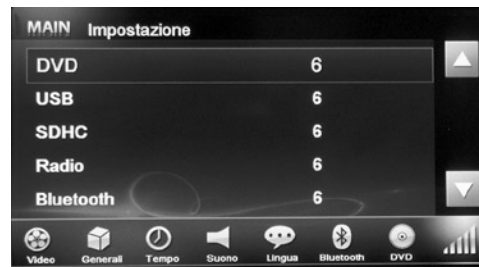 MAIN Impostazione
DVD 6
USB 6
SDHC 6
Radio 6
Bluetooth 6
Video Generali Tempo Suono Lingua Bluetooth DVD